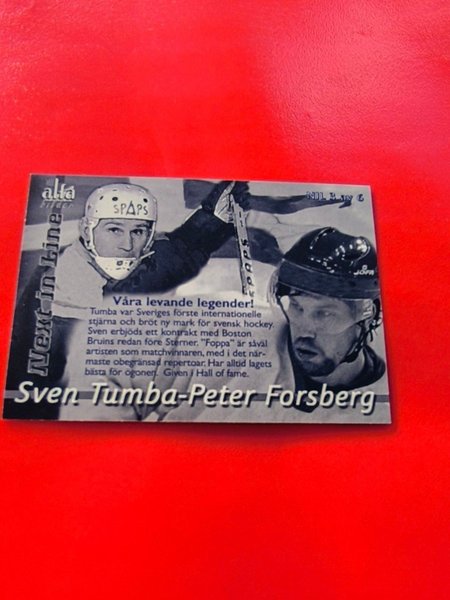 alfa
bilder
NIL 3 av 6
SPAPS
JOFA
Next in Line
Våra levande legender!
Tumba var Sveriges förste internationelle
stjärna och bröt ny mark för svensk hockey.
Sven erbjöds ett kontrakt med Boston
Bruins redan före Sterner. "Foppa" är såväl
artisten som matchvinnaren, med i det när-
maste obegränsad repertoar. Har alltid lagets
bästa för ögonen. Given i Hall of fame.
Sven Tumba-Peter Forsberg